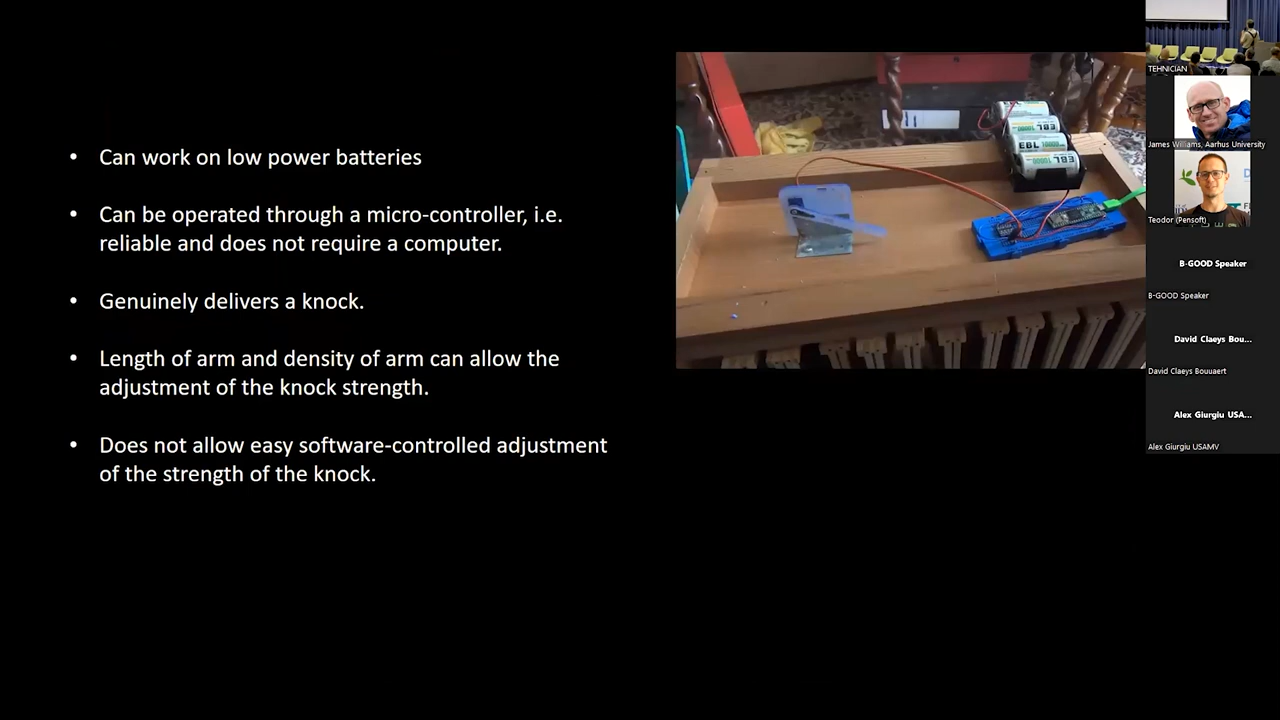 • Can work on low power batteries
• Can be operated through a micro-controller, i.e.
reliable and does not require a computer.
• Genuinely delivers a knock.
• Length of arm and density of arm can allow the
adjustment of the knock strength.
• Does not allow easy software-controlled adjustment
of the strength of the knock.
EBL
EBL
EBL
TEHNICIAN
James Williams, Aarhus University
Teodor (Pensoft)
B-GOOD Speaker
B-GOOD Speaker
David Claeys Bou...
David Claeys Bouuaert
Alex Giurgiu USA...
Alex Giurgiu USAMV